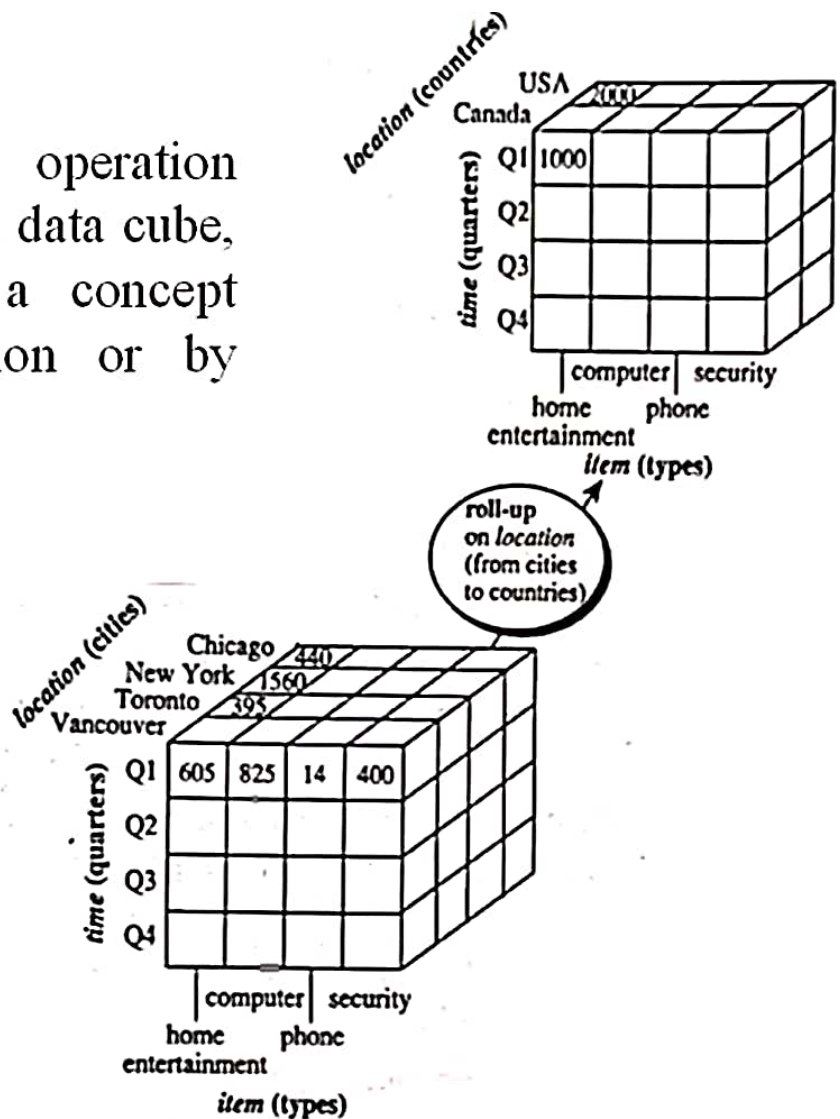 operation
data cube,
a concept
or by
location (countries)
USA 2000
Canada
time (quarters)
Q1 1000
Q2
Q3
Q4
computer security
home phone
entertainment
item (types)
roll-up
on location
(from cities
to countries)
location (cities)
Chicago 440
New York 1560
Toronto 395
Vancouver
time (quarters)
Q1 605 825 14 400
Q2
Q3
Q4
computer security
home phone
entertainment
item (types)